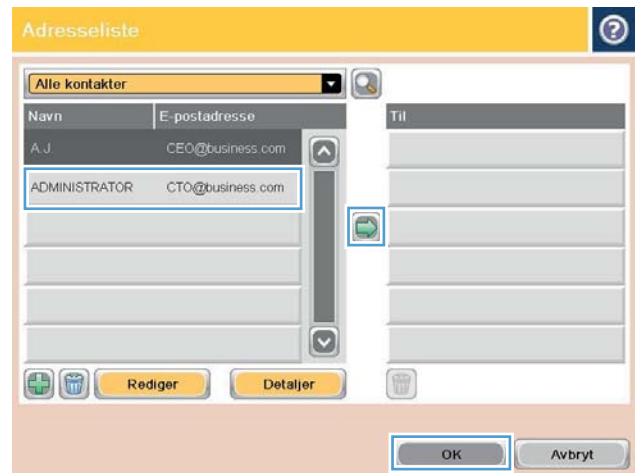 Adresseliste
Alle kontakter
Navn E-postadresse Til
A.J. CEO@business.com
ADMINISTRATOR CTO@business.com
Rediger Detaljer
OK Avbryt